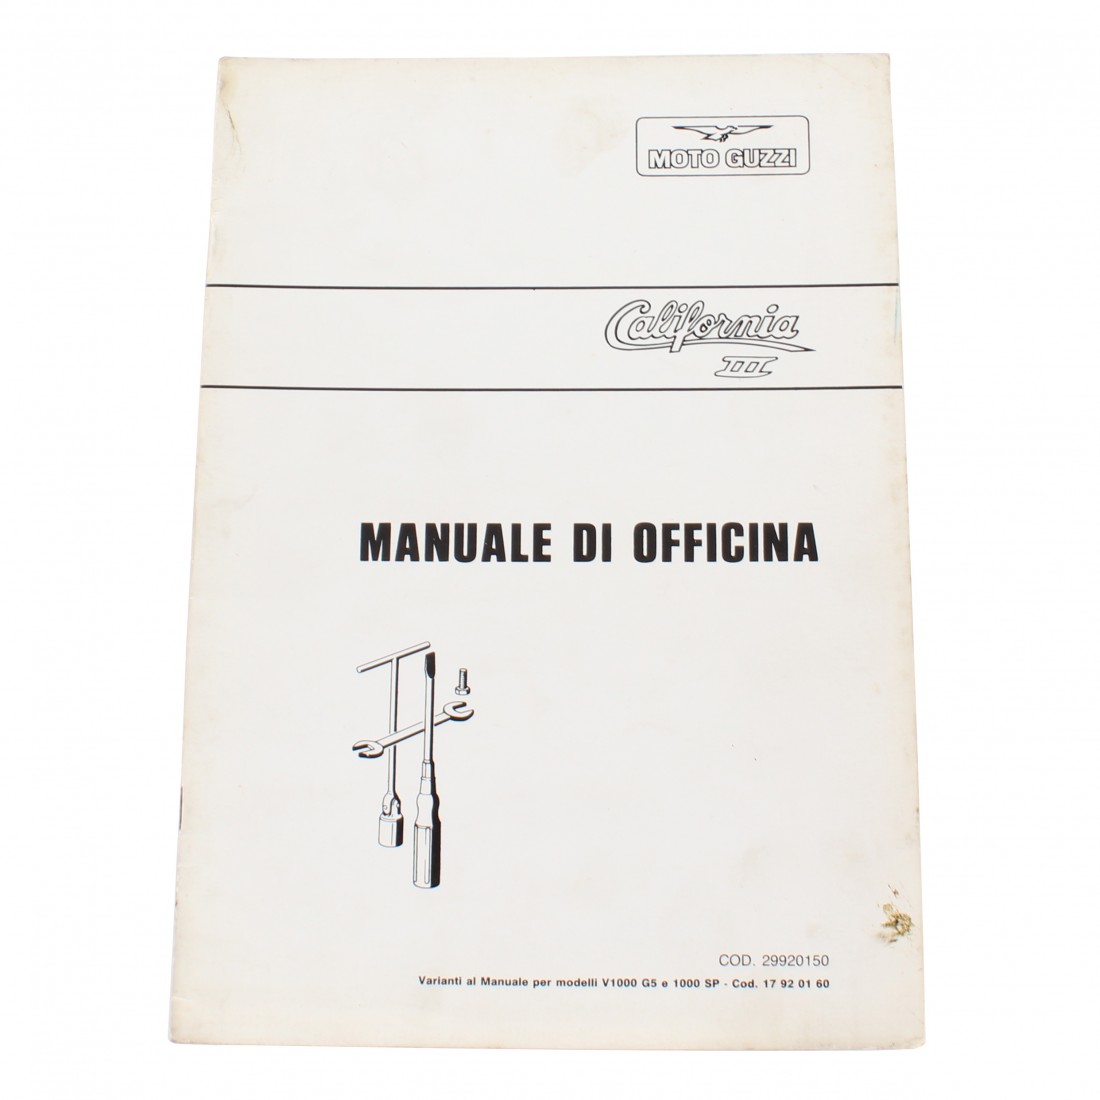 MOTO GUZZI
California
III
MANUALE DI OFFICINA
COD. 29920150
Varianti al Manuale per modelli V1000 G5 e 1000 SP - Cod. 17 92 01 60